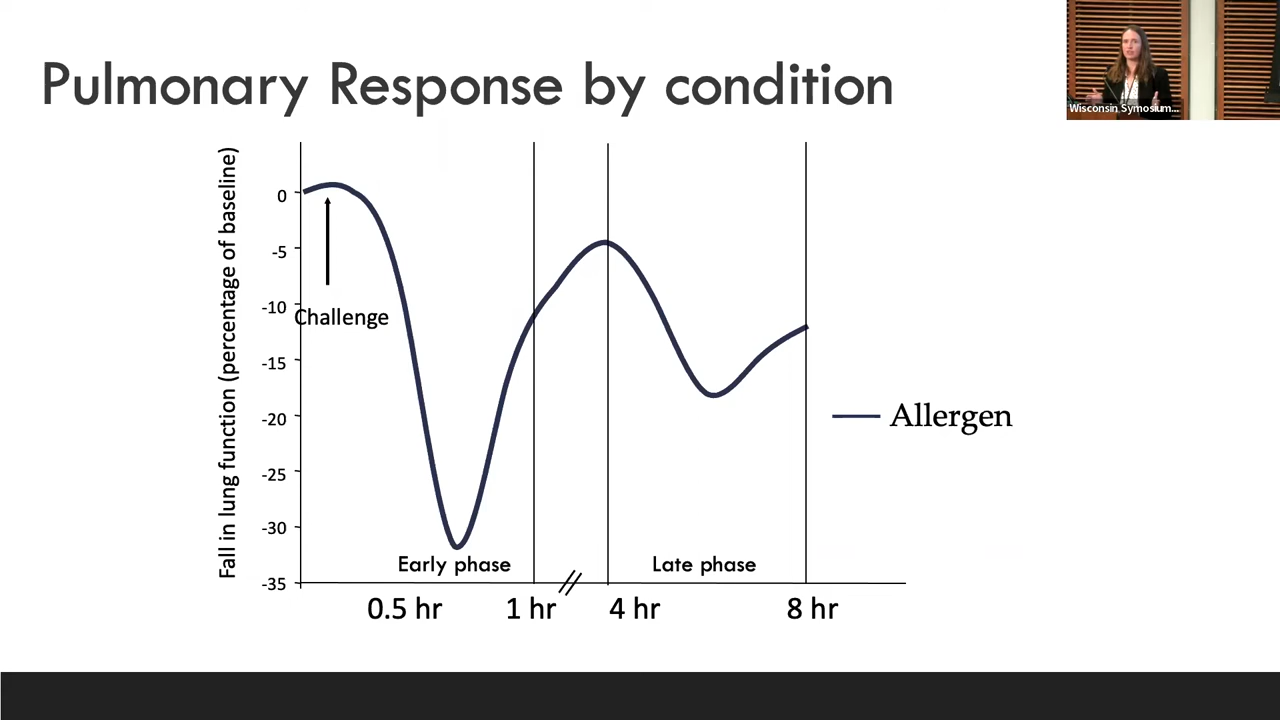 Pulmonary Response by condition
Wisconsin Symposium...
Fall in lung function (percentage of baseline)
0
-5
-10
-15
-20
-25
-30
-35
Challenge
Allergen
Early phase
Late phase
0.5 hr
1 hr
4 hr
8 hr